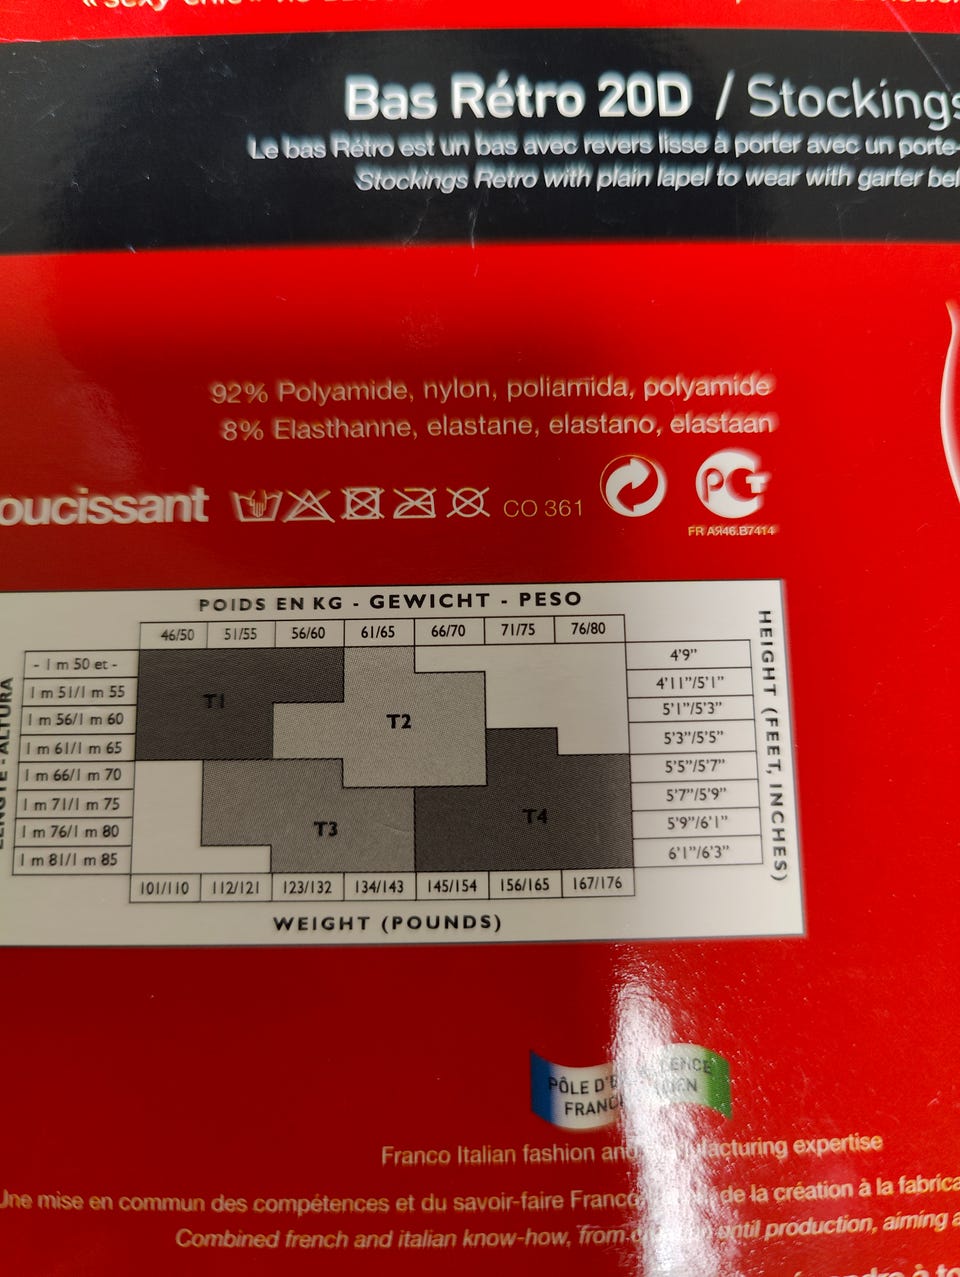 « sexy chic »
Bas Rétro 20D / Stockings
Le bas Rétro est un bas avec revers lisse à porter avec un porte-
Stockings Retro with plain lapel to wear with garter bel
92% Polyamide, nylon, poliamida, polyamide
8% Elasthanne, elastane, elastano, elastaan
oucissant CO 361
PCT
FR AЯ46.B7414
POIDS EN KG - GEWICHT - PESO
46/50 51/55 56/60 61/65 66/70 71/75 76/80
- 1 m 50 et - 4'9"
1 m 51/1 m 55 4'11"/5'1"
T1
1 m 56/1 m 60 5'1"/5'3"
T2
1 m 61/1 m 65 5'3"/5'5"
1 m 66/1 m 70 5'5"/5'7"
1 m 71/1 m 75 5'7"/5'9"
T3 T4
1 m 76/1 m 80 5'9"/6'1"
1 m 81/1 m 85 6'1"/6'3"
101/110 112/121 123/132 134/143 145/154 156/165 167/176
WEIGHT (POUNDS)
- ALTURA
HEIGHT (FEET, INCHES)
PÔLE D'E
FRANC
Franco Italian fashion and expertise
Une mise en commun des compétences et du savoir-faire Franco de la création à la fabrica
Combined french and italian know-how, from until production, aiming a